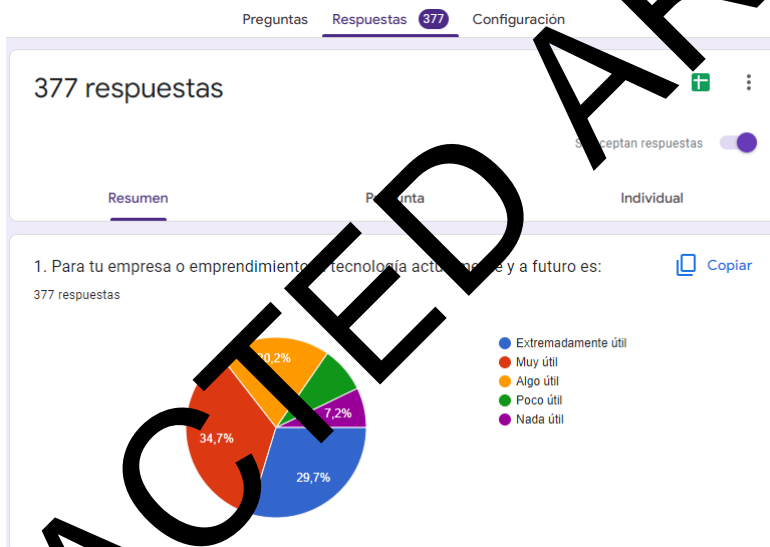 Preguntas Respuestas 377 Configuración
377 respuestas
ceptan respuestas
Resumen Individual
1. Para tu empresa o emprendimiento tecnología y a futuro es:
Copiar
377 respuestas
Extremadamente útil
Muy útil
Algo útil
Poco útil
Nada útil
0,2%
7,2%
34,7%
29,7%
ACTED AR